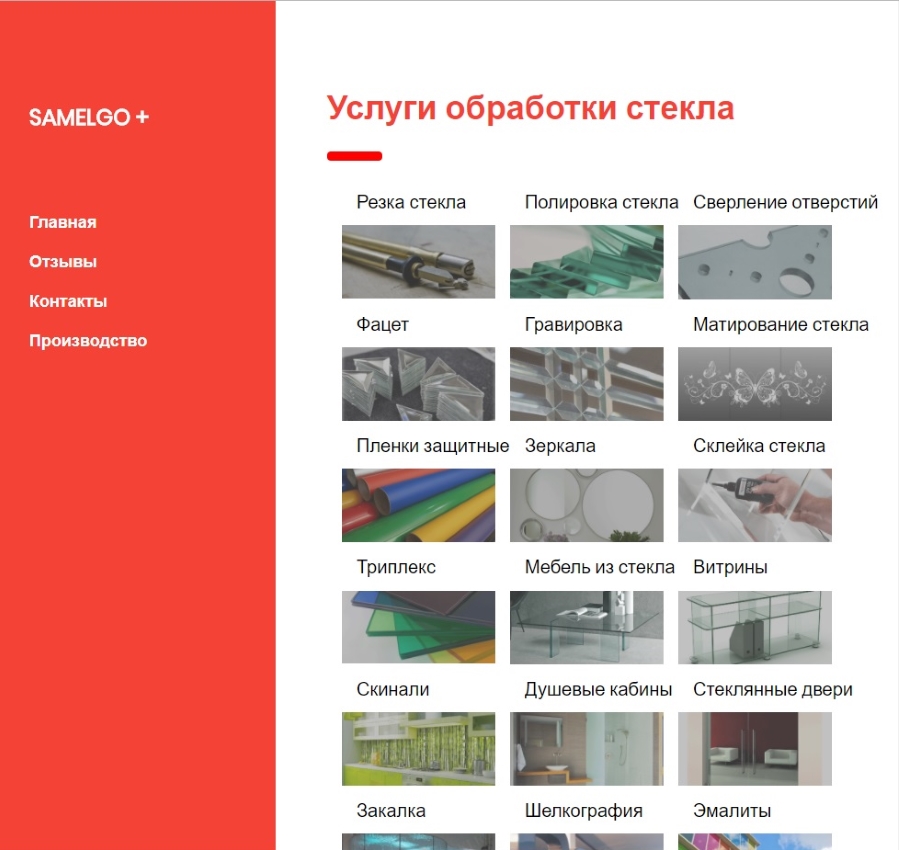 SAMELGO +
Главная
Отзывы
Контакты
Производство
Услуги обработки стекла
Резка стекла
Полировка стекла
Сверление отверстий
Фацет
Гравировка
Матирование стекла
Пленки защитные
Зеркала
Склейка стекла
Триплекс
Мебель из стекла
Витрины
Скинали
Душевые кабины
Стеклянные двери
Закалка
Шелкография
Эмалиты